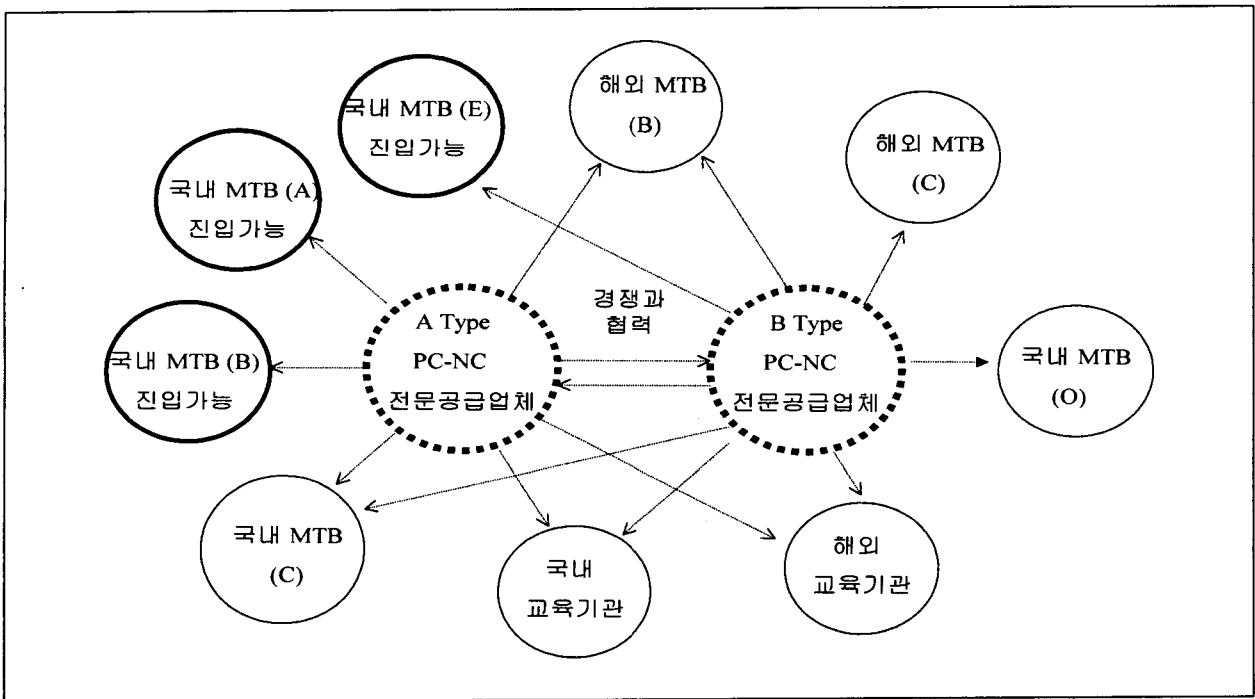 국내 MTB (E)
진입가능
해외 MTB
(B)
해외 MTB
(C)
국내 MTB (A)
진입가능
경쟁과
협력
A Type
PC-NC
전문공급업체
B Type
PC-NC
전문공급업체
국내 MTB (B)
진입가능
국내 MTB
(O)
국내 MTB
(C)
국내
교육기관
해외
교육기관